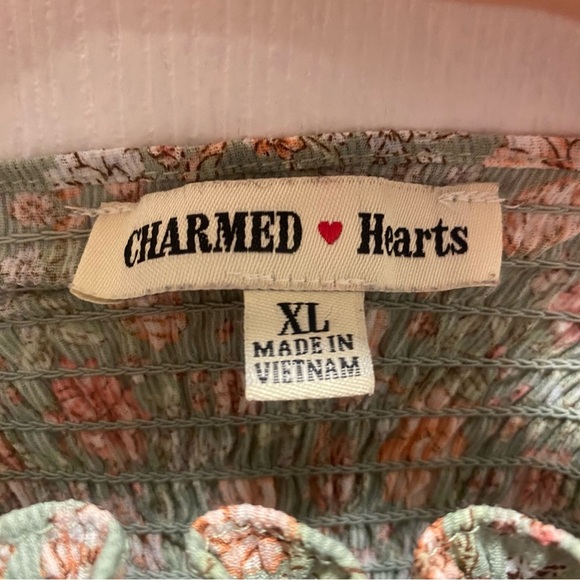 CHARMED ♥ Hearts
XL
MADE IN
VIETNAM